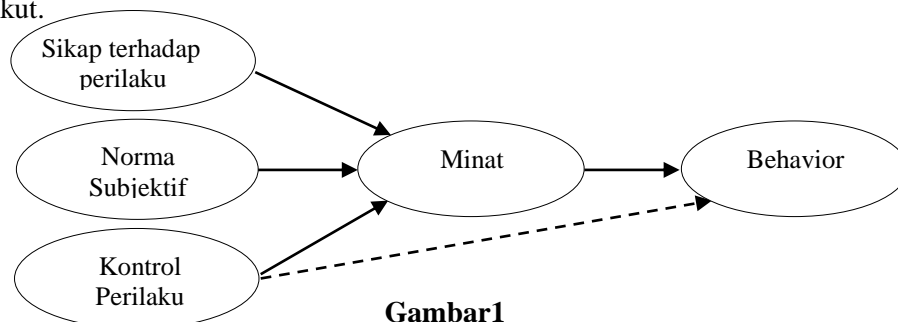 kut.
Sikap terhadap
perilaku
Norma
Subjektif
Kontrol
Perilaku
Minat
Behavior
Gambar1